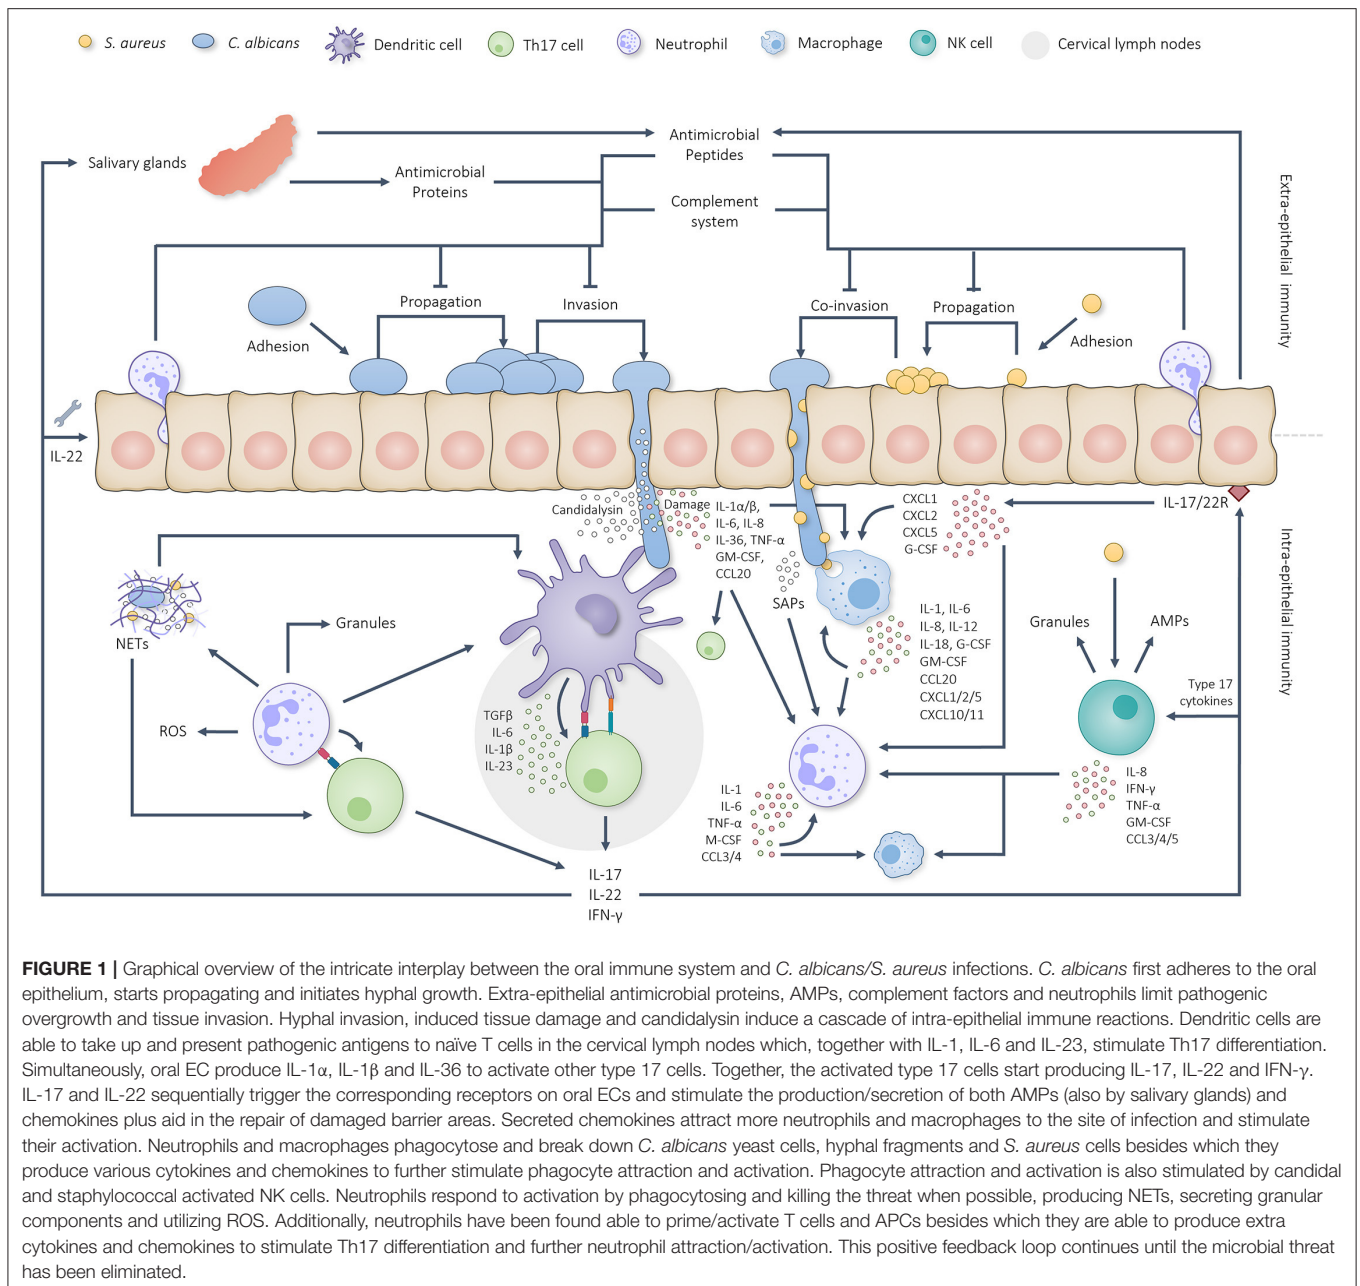 S. aureus
C. albicans
Dendritic cell
Th17 cell
Neutrophil
Macrophage
NK cell
Cervical lymph nodes
Salivary glands
Antimicrobial
Proteins
Antimicrobial
Peptides
Complement
system
Extra-epithelial immunity
Adhesion
Propagation
Invasion
Co-invasion
Propagation
Adhesion
IL-22
Candidalysin
Damage
IL-1α/β,
IL-6, IL-8
IL-36, TNF-α
GM-CSF,
CCL20
SAPs
CXCL1
CXCL2
CXCL5
G-CSF
IL-17/22R
Intra-epithelial immunity
NETs
Granules
ROS
TGFβ
IL-6
IL-1β
IL-23
IL-1, IL-6
IL-8, IL-12
IL-18, G-CSF
GM-CSF
CCL20
CXCL1/2/5
CXCL10/11
Granules
AMPs
Type 17
cytokines
IL-1
IL-6
TNF-α
M-CSF
CCL3/4
IL-8
IFN-γ
TNF-α
GM-CSF
CCL3/4/5
IL-17
IL-22
IFN-γ
FIGURE 1 | Graphical overview of the intricate interplay between the oral immune system and C. albicans/S. aureus infections. C. albicans first adheres to the oral
epithelium, starts propagating and initiates hyphal growth. Extra-epithelial antimicrobial proteins, AMPs, complement factors and neutrophils limit pathogenic
overgrowth and tissue invasion. Hyphal invasion, induced tissue damage and candidalysin induce a cascade of intra-epithelial immune reactions. Dendritic cells are
able to take up and present pathogenic antigens to naïve T cells in the cervical lymph nodes which, together with IL-1, IL-6 and IL-23, stimulate Th17 differentiation.
Simultaneously, oral EC produce IL-1α, IL-1β and IL-36 to activate other type 17 cells. Together, the activated type 17 cells start producing IL-17, IL-22 and IFN-γ.
IL-17 and IL-22 sequentially trigger the corresponding receptors on oral ECs and stimulate the production/secretion of both AMPs (also by salivary glands) and
chemokines plus aid in the repair of damaged barrier areas. Secreted chemokines attract more neutrophils and macrophages to the site of infection and stimulate
their activation. Neutrophils and macrophages phagocytose and break down C. albicans yeast cells, hyphal fragments and S. aureus cells besides which they
produce various cytokines and chemokines to further stimulate phagocyte attraction and activation. Phagocyte attraction and activation is also stimulated by candidal
and staphylococcal activated NK cells. Neutrophils respond to activation by phagocytosing and killing the threat when possible, producing NETs, secreting granular
components and utilizing ROS. Additionally, neutrophils have been found able to prime/activate T cells and APCs besides which they are able to produce extra
cytokines and chemokines to stimulate Th17 differentiation and further neutrophil attraction/activation. This positive feedback loop continues until the microbial threat
has been eliminated.